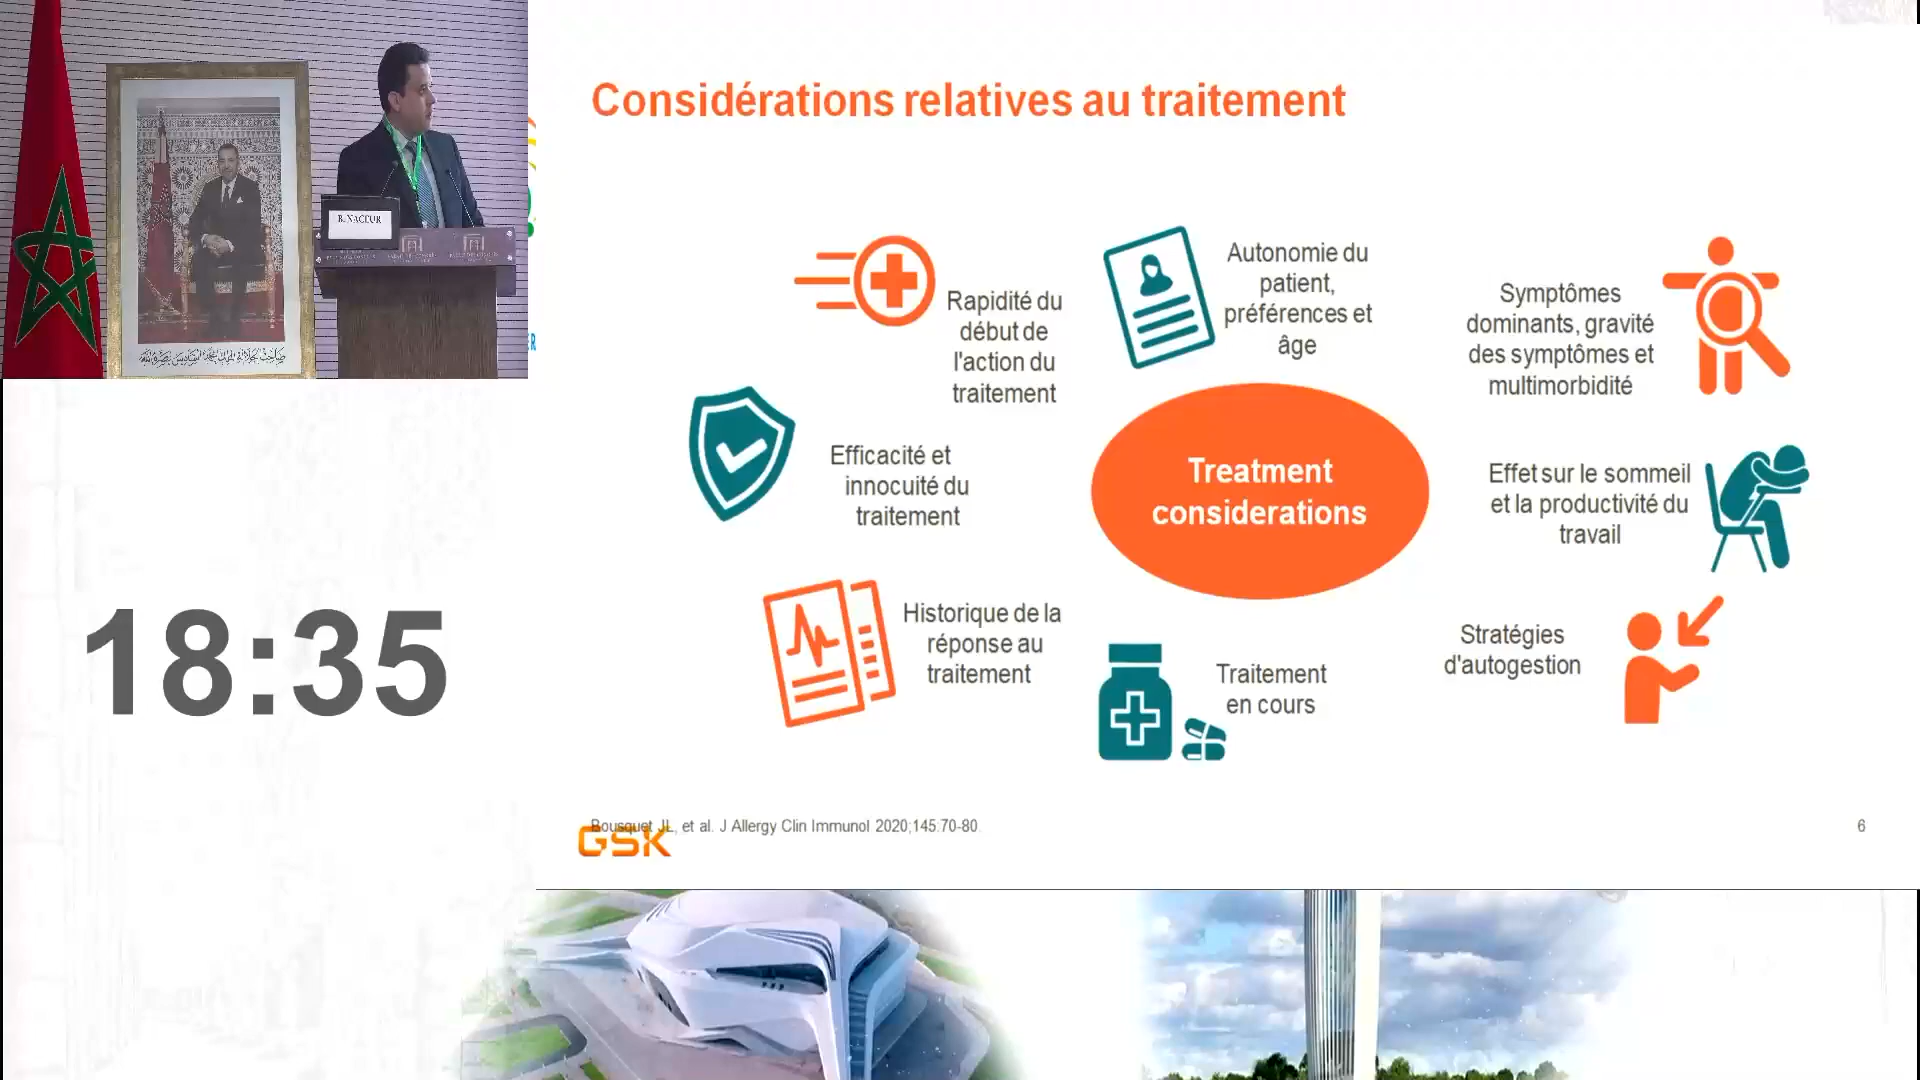 B. NACEUR
Considérations relatives au traitement
Rapidité du
début de
l'action du
traitement
Autonomie du
patient,
préférences et
âge
Symptômes
dominants, gravité
des symptômes et
multimorbidité
Efficacité et
innocuité du
traitement
Treatment
considerations
Effet sur le sommeil
et la productivité du
travail
Historique de la
réponse au
traitement
Traitement
en cours
Stratégies
d'autogestion
18:35
Bousquet JL, et al. J Allergy Clin Immunol 2020;145:70-80.
GSK
6